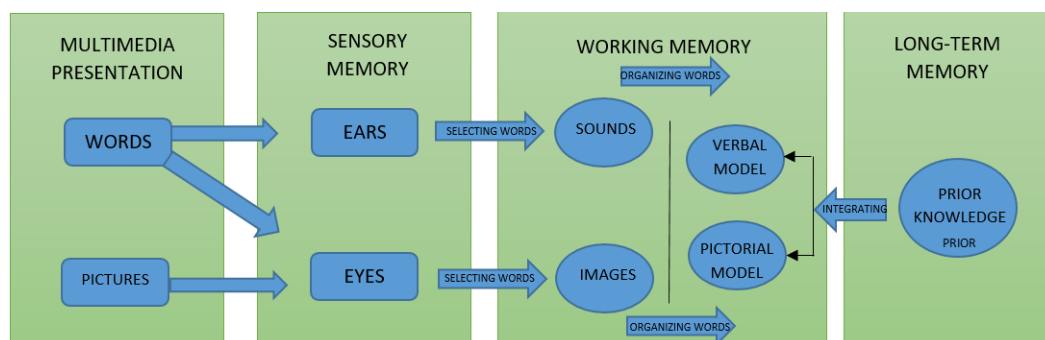 MULTIMEDIA
PRESENTATION
WORDS
PICTURES
SENSORY
MEMORY
EARS
EYES
SELECTING WORDS
SELECTING WORDS
WORKING MEMORY
ORGANIZING WORDS
SOUNDS
IMAGES
VERBAL
MODEL
PICTORIAL
MODEL
ORGANIZING WORDS
INTEGRATING
LONG-TERM
MEMORY
PRIOR
KNOWLEDGE
PRIOR